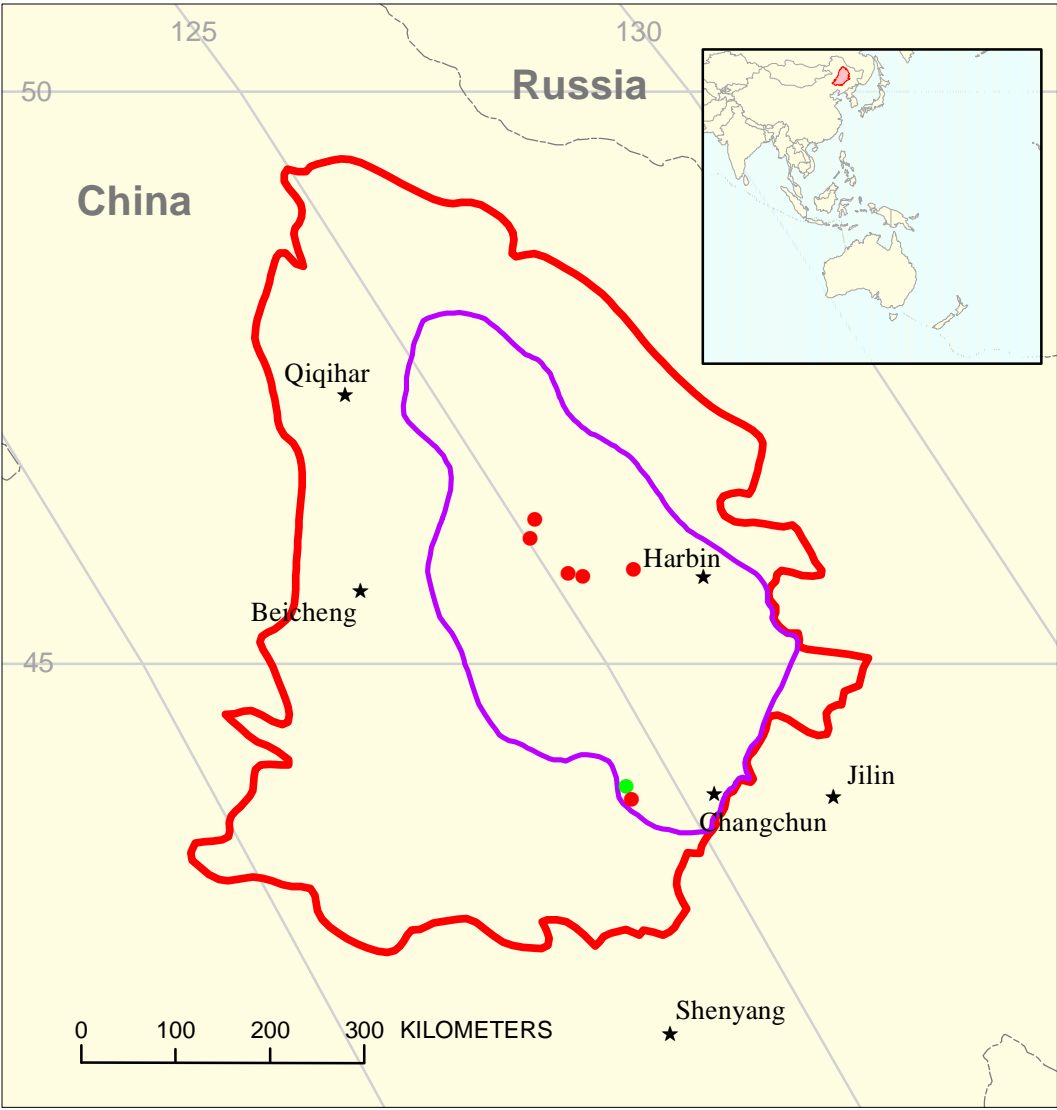 125
130
Russia
50
China
Qiqihar
Harbin
Beicheng
45
Jilin
Changchun
Shenyang
0 100 200 300 KILOMETERS